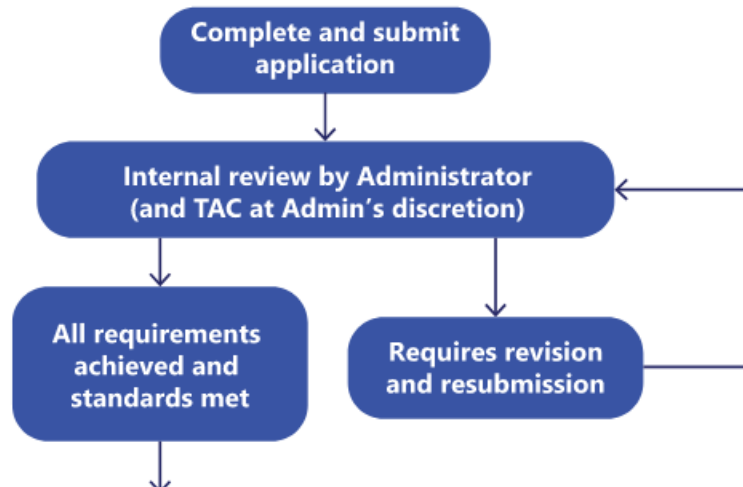 Complete and submit
application
Internal review by Administrator
(and TAC at Admin’s discretion)
All requirements
achieved and
standards met
Requires revision
and resubmission